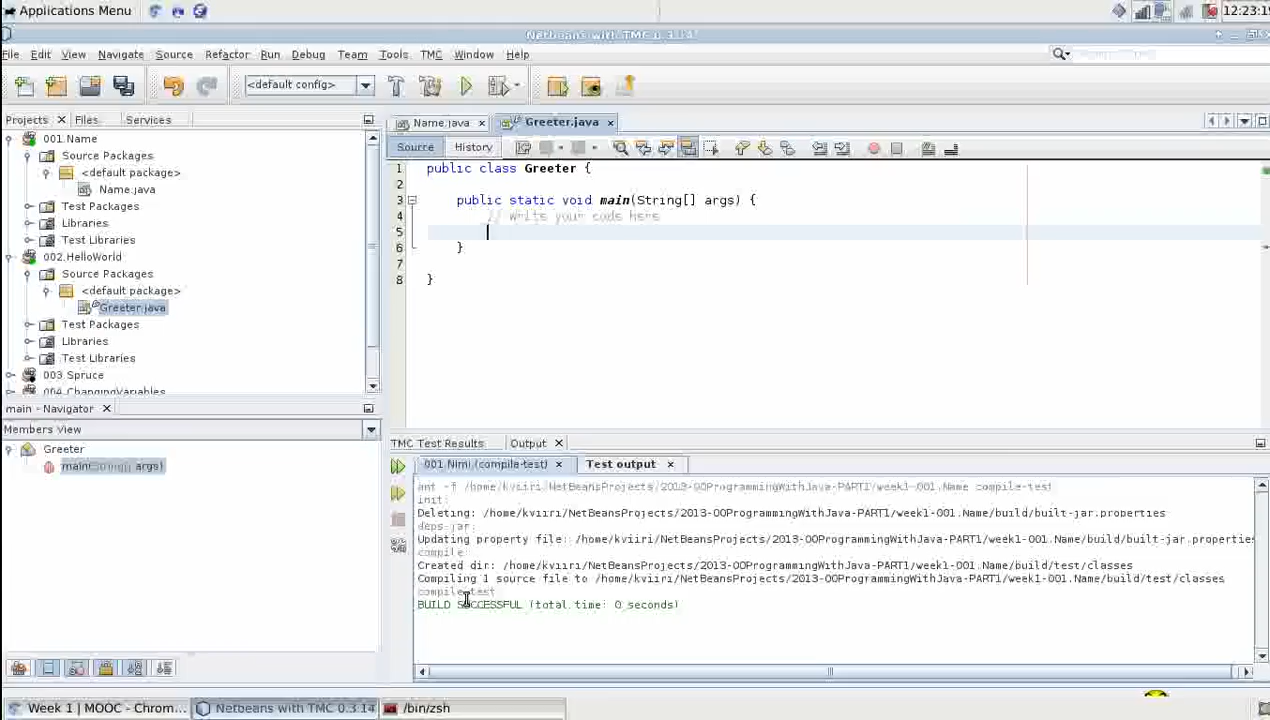 Applications Menu 12:23:19
Netbeans with TMC 0.3.14
File Edit View Navigate Source Refactor Run Debug Team Tools TMC Window Help
<default config>
Projects Files Services
001.Name
Source Packages
<default package>
Name.java
Test Packages
Libraries
Test Libraries
002.HelloWorld
Source Packages
<default package>
Greeter.java
Test Packages
Libraries
Test Libraries
003.Spruce
004.ChangingVariables
main - Navigator
Members View
Greeter
main(String[] args)
Name.java Greeter.java
Source History
1 public class Greeter {
2
3 public static void main(String[] args) {
4 // Write your code here
5
6 }
7
8 }
TMC Test Results Output
001.Nimi (compile-test) Test output
ant -f /home/kviiri/NetBeansProjects/2013-OOProgrammingWithJava-PART1/week1-001.Name compile-test
init:
Deleting: /home/kviiri/NetBeansProjects/2013-OOProgrammingWithJava-PART1/week1-001.Name/build/built-jar.properties
deps-jar:
Updating property file: /home/kviiri/NetBeansProjects/2013-OOProgrammingWithJava-PART1/week1-001.Name/build/built-jar.properties
compile:
Created dir: /home/kviiri/NetBeansProjects/2013-OOProgrammingWithJava-PART1/week1-001.Name/build/test/classes
Compiling 1 source file to /home/kviiri/NetBeansProjects/2013-OOProgrammingWithJava-PART1/week1-001.Name/build/test/classes
compile-test:
BUILD SUCCESSFUL (total time: 0 seconds)
Week 1 | MOOC - Chrom... Netbeans with TMC 0.3.14 /bin/zsh